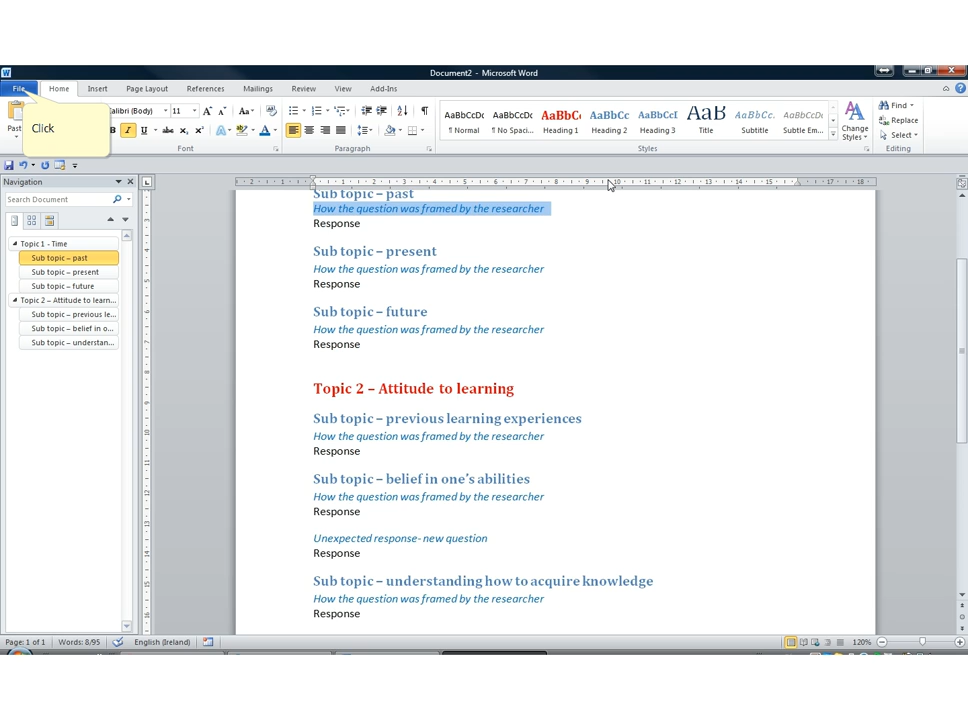 Document2 - Microsoft Word
File Home Insert Page Layout References Mailings Review View Add-Ins
Click
Calibri (Body) 11
Paste
Font Paragraph Styles Editing
AaBbCcDc AaBbCcDc AaBbC AaBbCc AaBbCcI AaB AaBbCc. AaBbCcDc
¶ Normal ¶ No Spaci... Heading 1 Heading 2 Heading 3 Title Subtitle Subtle Em...
Change Styles
Find
Replace
Select
Navigation
Search Document
Topic 1 - Time
Sub topic – past
Sub topic – present
Sub topic – future
Topic 2 – Attitude to learn...
Sub topic – previous le...
Sub topic – belief in o...
Sub topic – understan...
Sub topic – past
How the question was framed by the researcher
Response
Sub topic – present
How the question was framed by the researcher
Response
Sub topic – future
How the question was framed by the researcher
Response
Topic 2 – Attitude to learning
Sub topic – previous learning experiences
How the question was framed by the researcher
Response
Sub topic – belief in one's abilities
How the question was framed by the researcher
Response
Unexpected response- new question
Response
Sub topic – understanding how to acquire knowledge
How the question was framed by the researcher
Response
Page: 1 of 1 Words: 8/95 English (Ireland) 120%